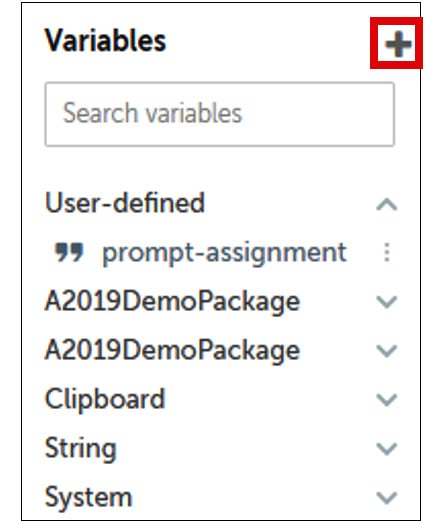 Variables
Search variables
User-defined
prompt-assignment
A2019DemoPackage
A2019DemoPackage
Clipboard
String
System